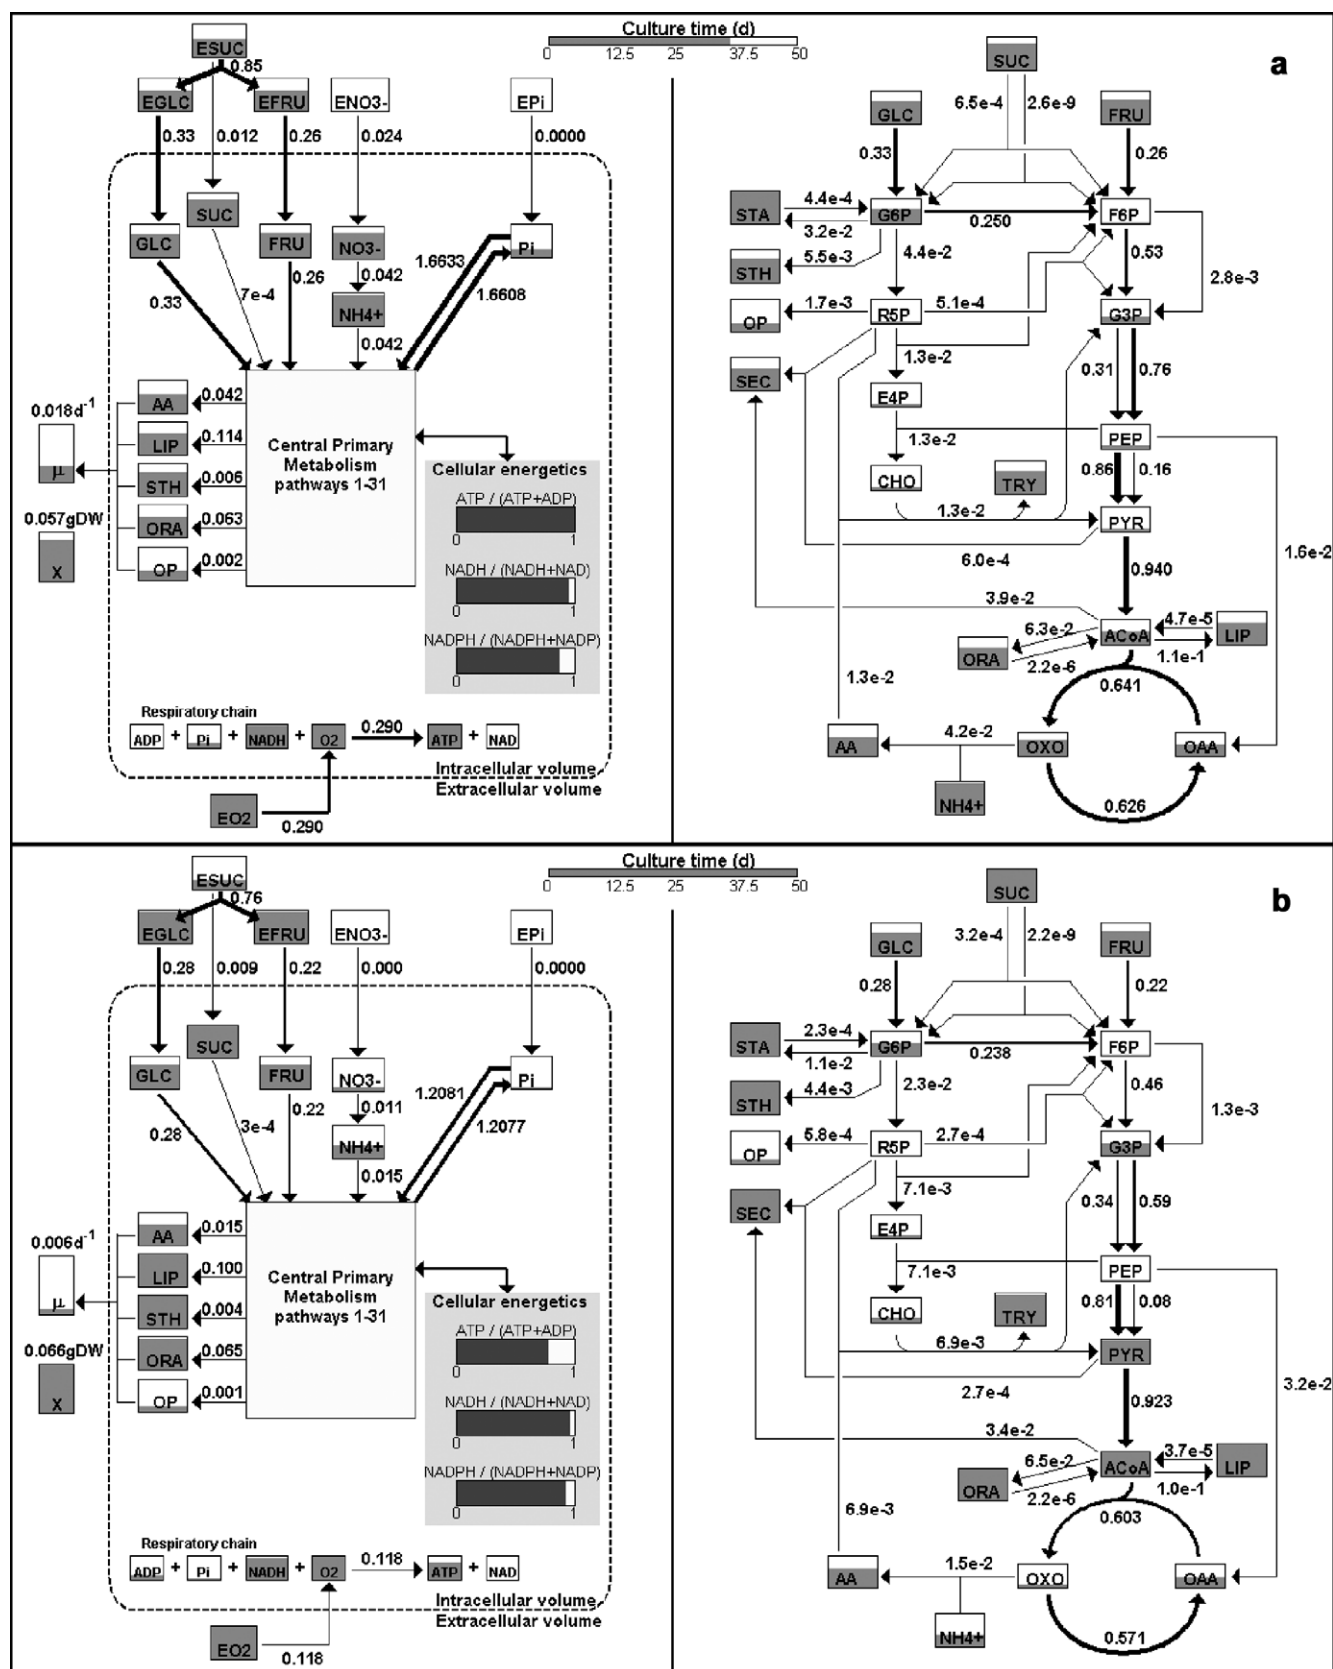 Culture time (d)
0 12.5 25 37.5 50
a
ESUC
0.85
EGLC EFRU ENO3- EPi
0.33 0.012 0.26 0.024 0.0000
SUC
GLC FRU NO3- Pi
0.33 7e-4 0.26 0.042 1.6633
NH4+ 1.6608
0.042
0.018d-1
μ
0.057gDW
X
AA 0.042
LIP 0.114
STH 0.006
ORA 0.063
OP 0.002
Central Primary
Metabolism
pathways 1-31
Cellular energetics
ATP / (ATP+ADP)
0 1
NADH / (NADH+NAD)
0 1
NADPH / (NADPH+NADP)
0 1
Respiratory chain
ADP + Pi + NADH + O2 0.290 ATP + NAD
Intracellular volume
Extracellular volume
EO2 0.290
SUC
6.5e-4 2.6e-9
GLC FRU
0.33 0.26
STA 4.4e-4 G6P 0.250 F6P
3.2e-2
STH 5.5e-3 4.4e-2 0.53 2.8e-3
OP 1.7e-3 R5P 5.1e-4 G3P
1.3e-2 0.31 0.76
SEC
E4P PEP
1.3e-2 0.86 0.16
CHO TRY
1.3e-2 PYR
6.0e-4 1.6e-2
0.940
3.9e-2
ACoA 4.7e-5 LIP
6.3e-2 1.1e-1
ORA 2.2e-6
1.3e-2 0.641
AA 4.2e-2 OXO OAA
NH4+ 0.626
Culture time (d)
0 12.5 25 37.5 50
b
ESUC
0.76
EGLC EFRU ENO3- EPi
0.28 0.009 0.22 0.000 0.0000
SUC
GLC FRU NO3- Pi
0.28 3e-4 0.22 0.011 1.2081
NH4+ 1.2077
0.015
0.006d-1
μ
0.066gDW
X
AA 0.015
LIP 0.100
STH 0.004
ORA 0.065
OP 0.001
Central Primary
Metabolism
pathways 1-31
Cellular energetics
ATP / (ATP+ADP)
0 1
NADH / (NADH+NAD)
0 1
NADPH / (NADPH+NADP)
0 1
Respiratory chain
ADP + Pi + NADH + O2 0.118 ATP + NAD
Intracellular volume
Extracellular volume
EO2 0.118
SUC
3.2e-4 2.2e-9
GLC FRU
0.28 0.22
STA 2.3e-4 G6P 0.238 F6P
1.1e-2
STH 4.4e-3 2.3e-2 0.46 1.3e-3
OP 5.8e-4 R5P 2.7e-4 G3P
7.1e-3 0.34 0.59
SEC
E4P PEP
7.1e-3 0.81 0.08
CHO TRY
6.9e-3 PYR
2.7e-4 3.2e-2
0.923
3.4e-2
ACoA 3.7e-5 LIP
6.5e-2 1.0e-1
ORA 2.2e-6
6.9e-3 0.603
AA 1.5e-2 OXO OAA
NH4+ 0.571